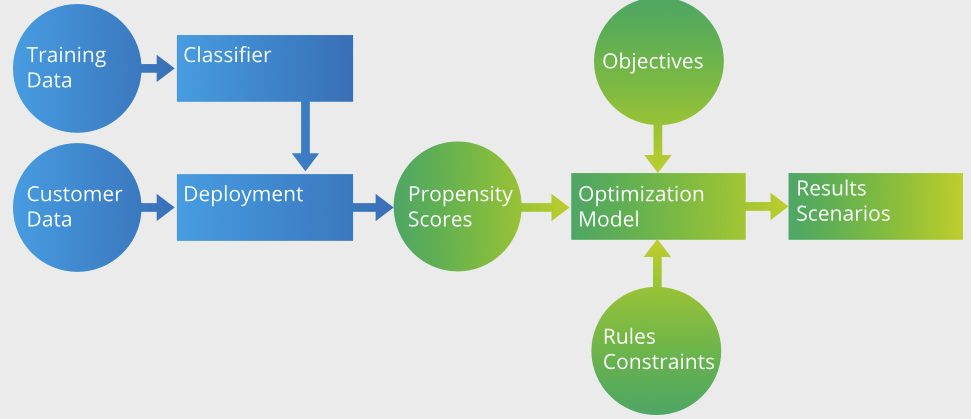 Training
Data
Classifier
Objectives
Customer
Data
Deployment
Propensity
Scores
Optimization
Model
Results
Scenarios
Rules
Constraints